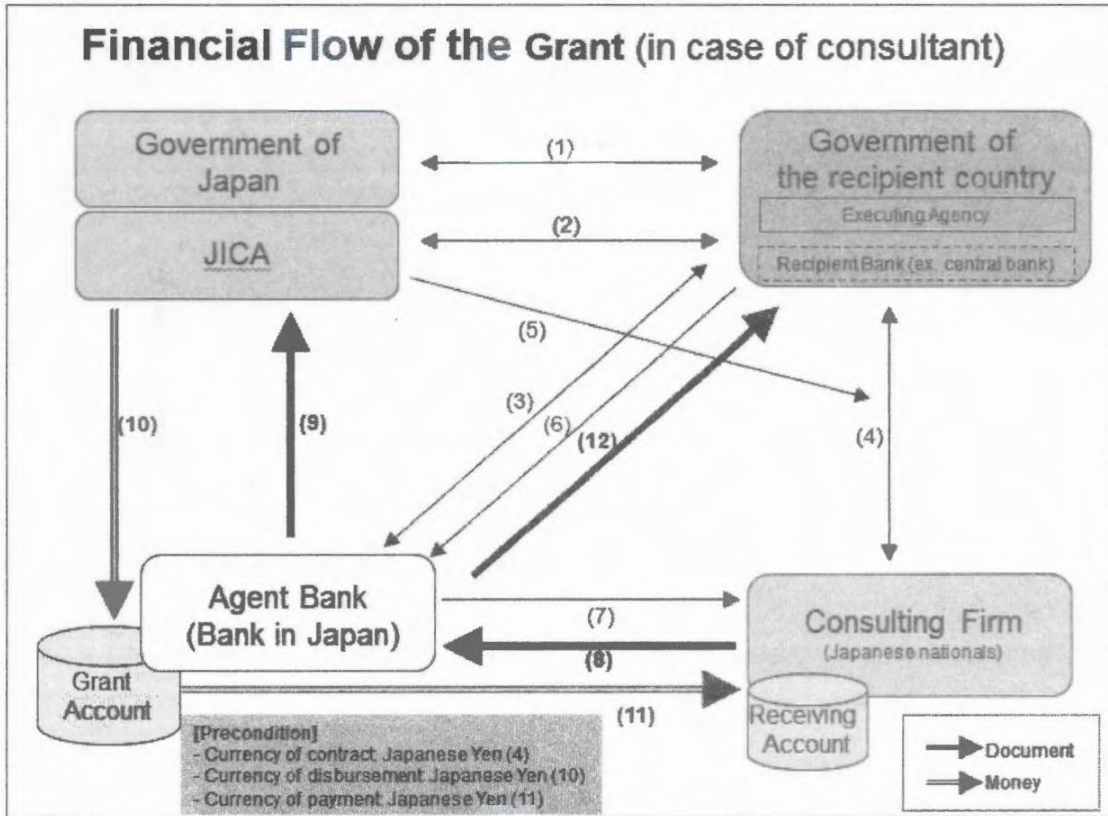 Financial Flow of the Grant (in case of consultant)
Government of
Japan
JICA
(1)
(2)
Government of
the recipient country
Executing Agency
Recipient Bank (ex. central bank)
(5)
(3)
(6)
(12)
(4)
(10)
(9)
Agent Bank
(Bank in Japan)
(7)
(8)
(11)
Consulting Firm
(Japanese nationals)
Grant
Account
Receiving
Account
[Precondition]
- Currency of contract: Japanese Yen (4)
- Currency of disbursement: Japanese Yen (10)
- Currency of payment: Japanese Yen (11)
Document
Money